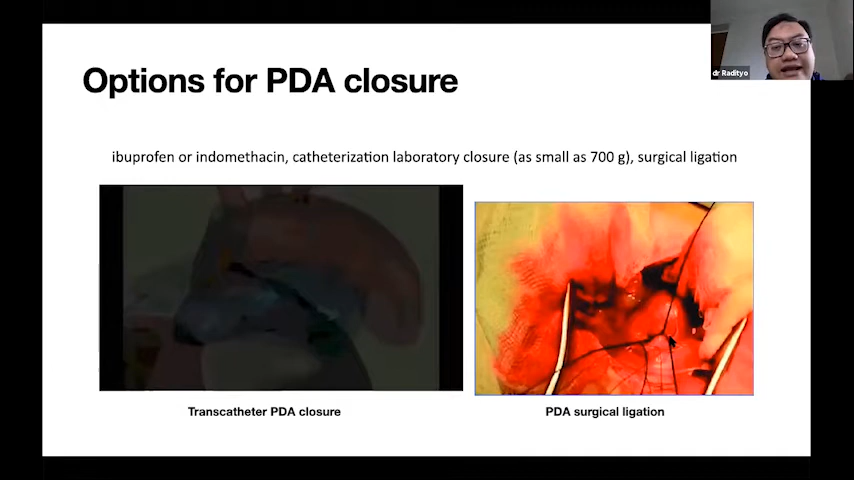 dr Radityo
Options for PDA closure
ibuprofen or indomethacin, catheterization laboratory closure (as small as 700 g), surgical ligation
Transcatheter PDA closure
PDA surgical ligation